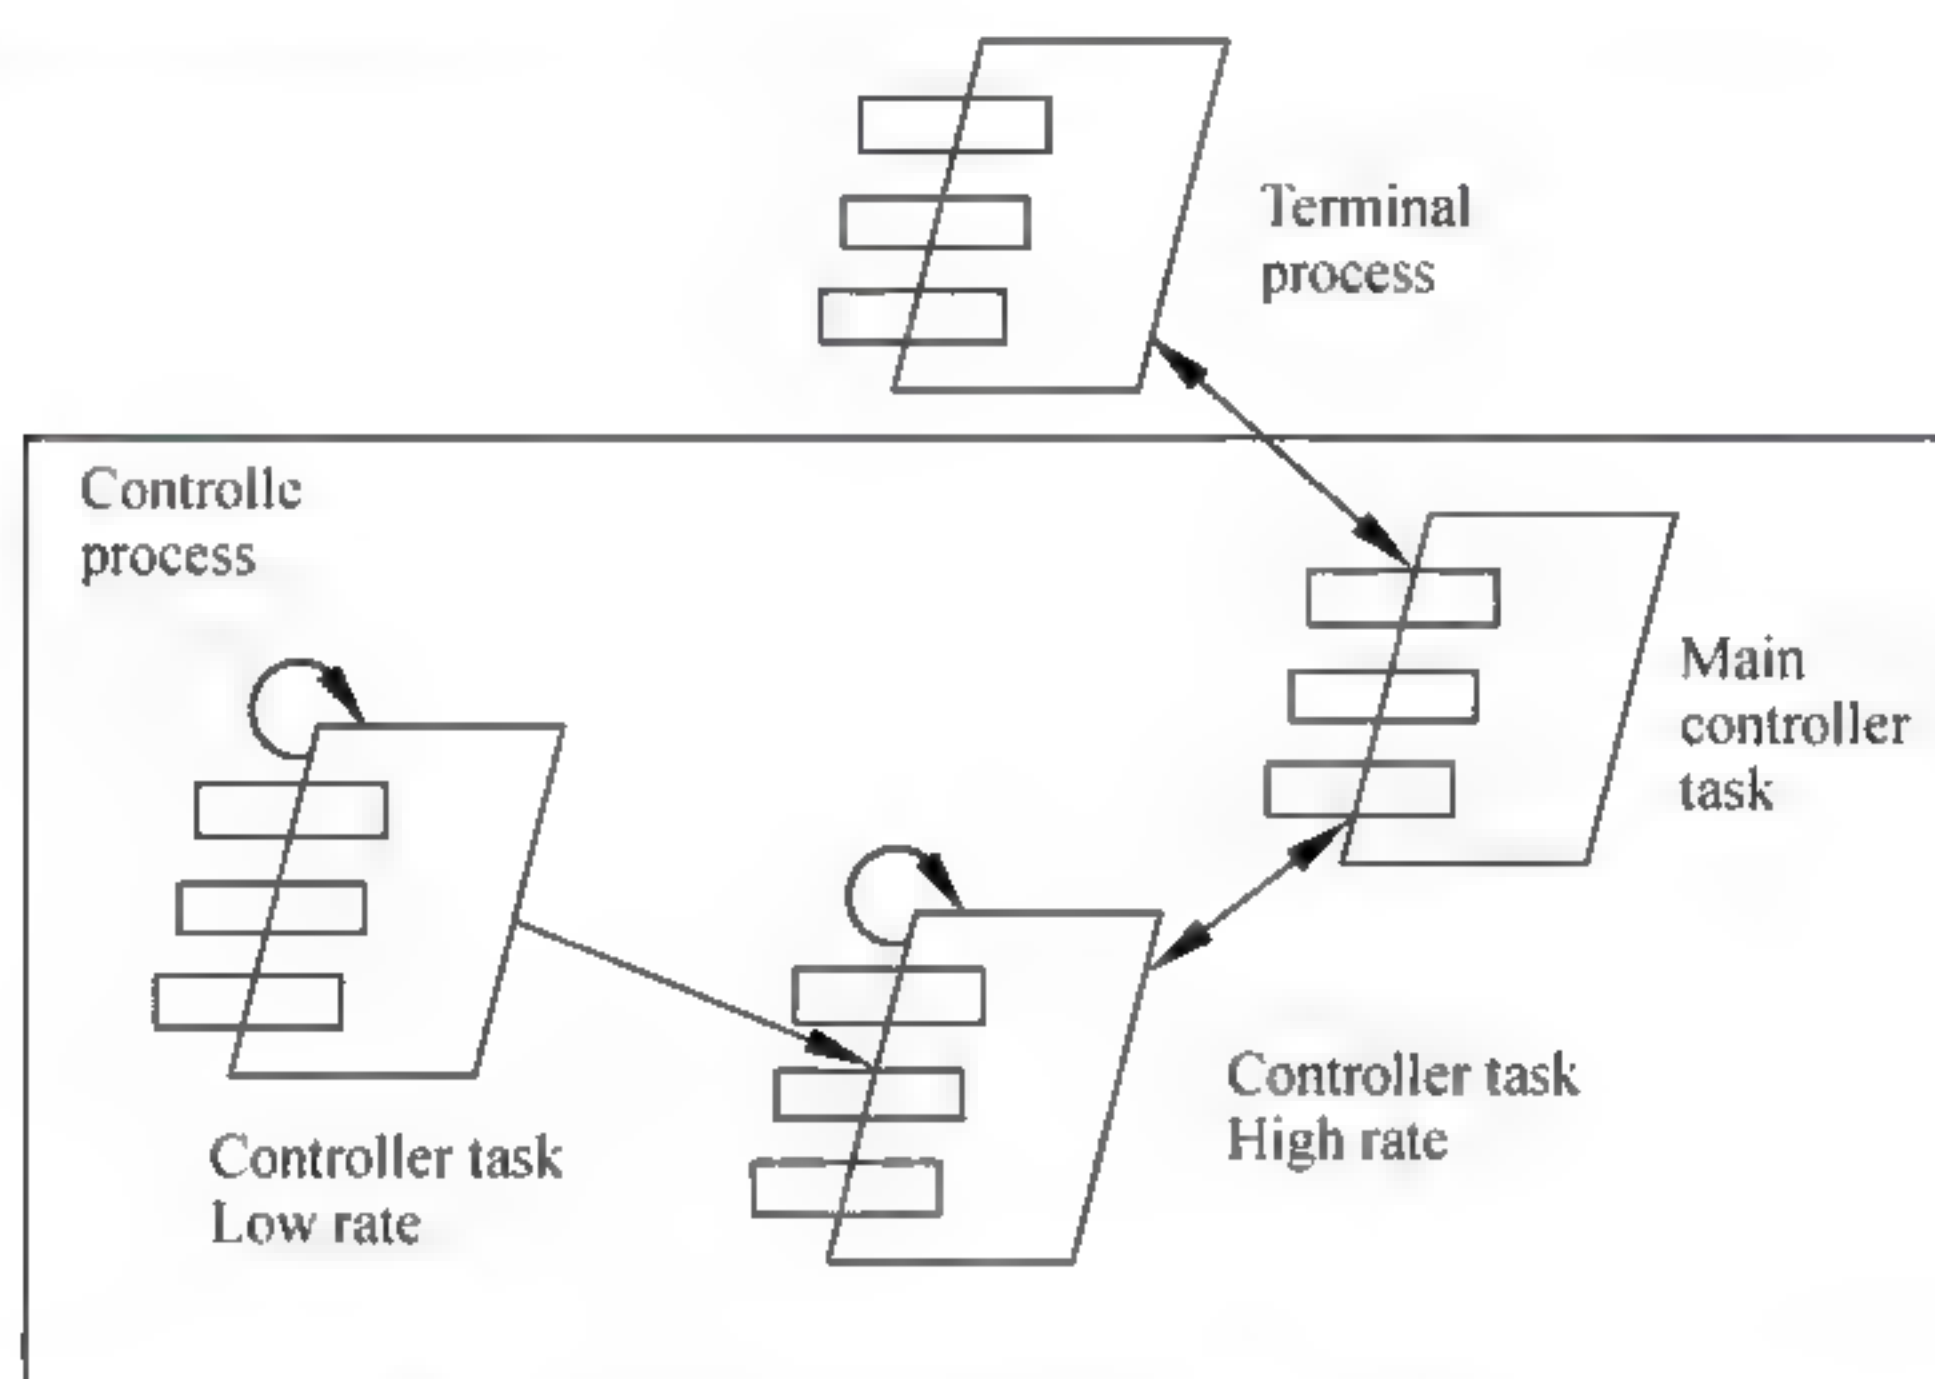 Terminal
process
Controlle
process
Main
controller
task
Controller task
High rate
Controller task
Low rate